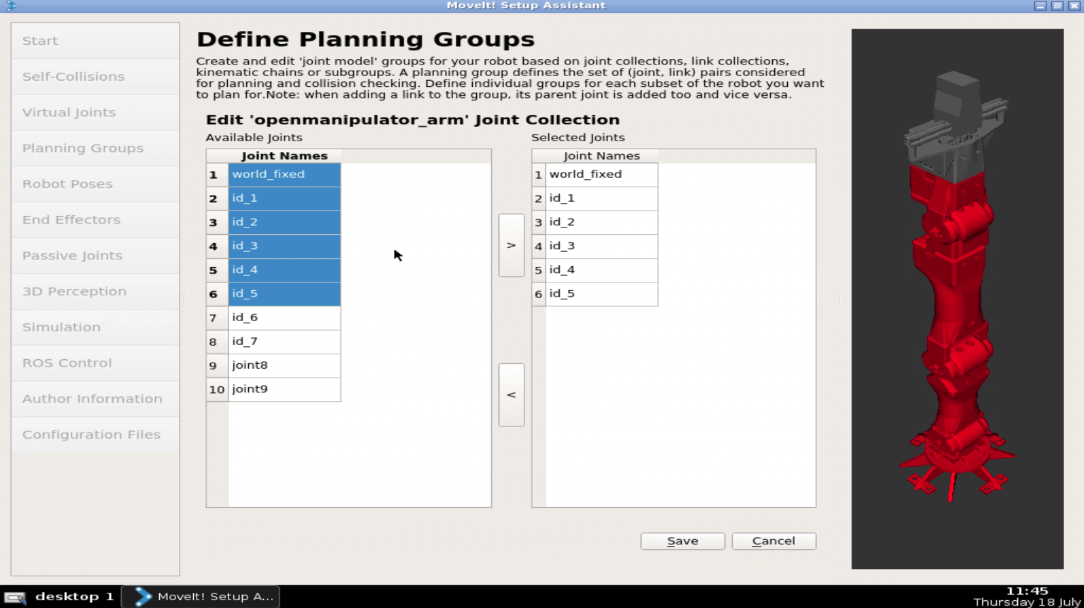 MoveIt! Setup Assistant
Start
Self-Collisions
Virtual Joints
Planning Groups
Robot Poses
End Effectors
Passive Joints
3D Perception
Simulation
ROS Control
Author Information
Configuration Files
Define Planning Groups
Create and edit 'joint model' groups for your robot based on joint collections, link collections,
kinematic chains or subgroups. A planning group defines the set of (joint, link) pairs considered
for planning and collision checking. Define individual groups for each subset of the robot you want
to plan for.Note: when adding a link to the group, its parent joint is added too and vice versa.
Edit 'openmanipulator_arm' Joint Collection
Available Joints
Joint Names
1 world_fixed
2 id_1
3 id_2
4 id_3
5 id_4
6 id_5
7 id_6
8 id_7
9 joint8
10 joint9
>
<
Selected Joints
Joint Names
1 world_fixed
2 id_1
3 id_2
4 id_3
5 id_4
6 id_5
Save
Cancel
desktop 1
MoveIt! Setup A...
11:45
Thursday 18 July